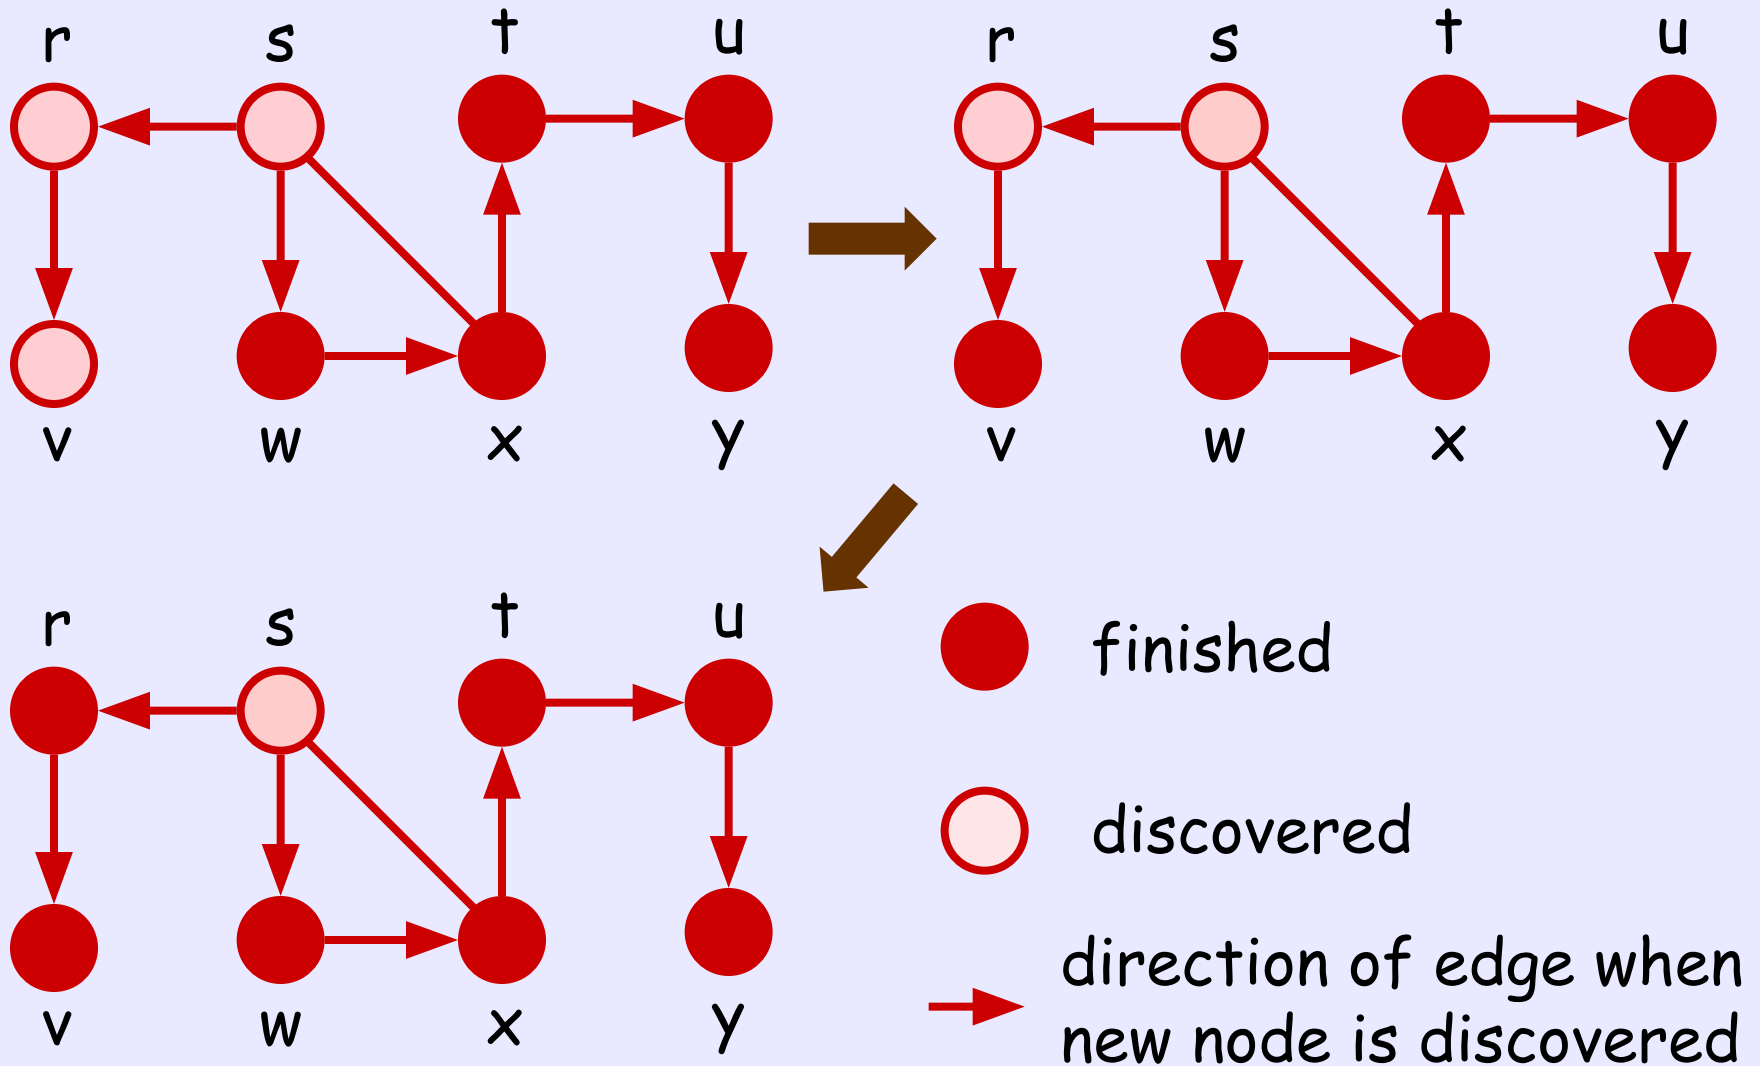 r s t u r s t u
v w x y v w x y
r s t u
finished
discovered
v w x y
direction of edge when
new node is discovered